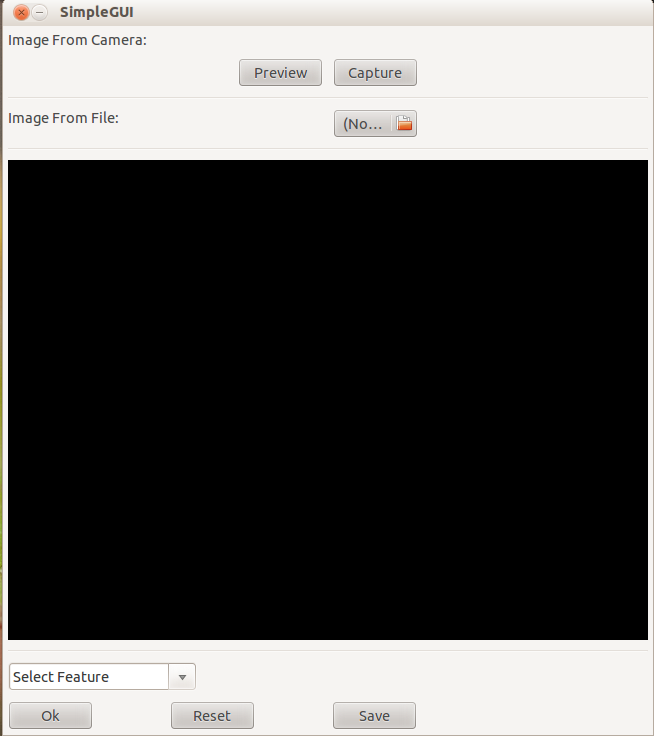 SimpleGUI
Image From Camera:
Preview Capture
Image From File:
(No...
Select Feature
Ok Reset Save